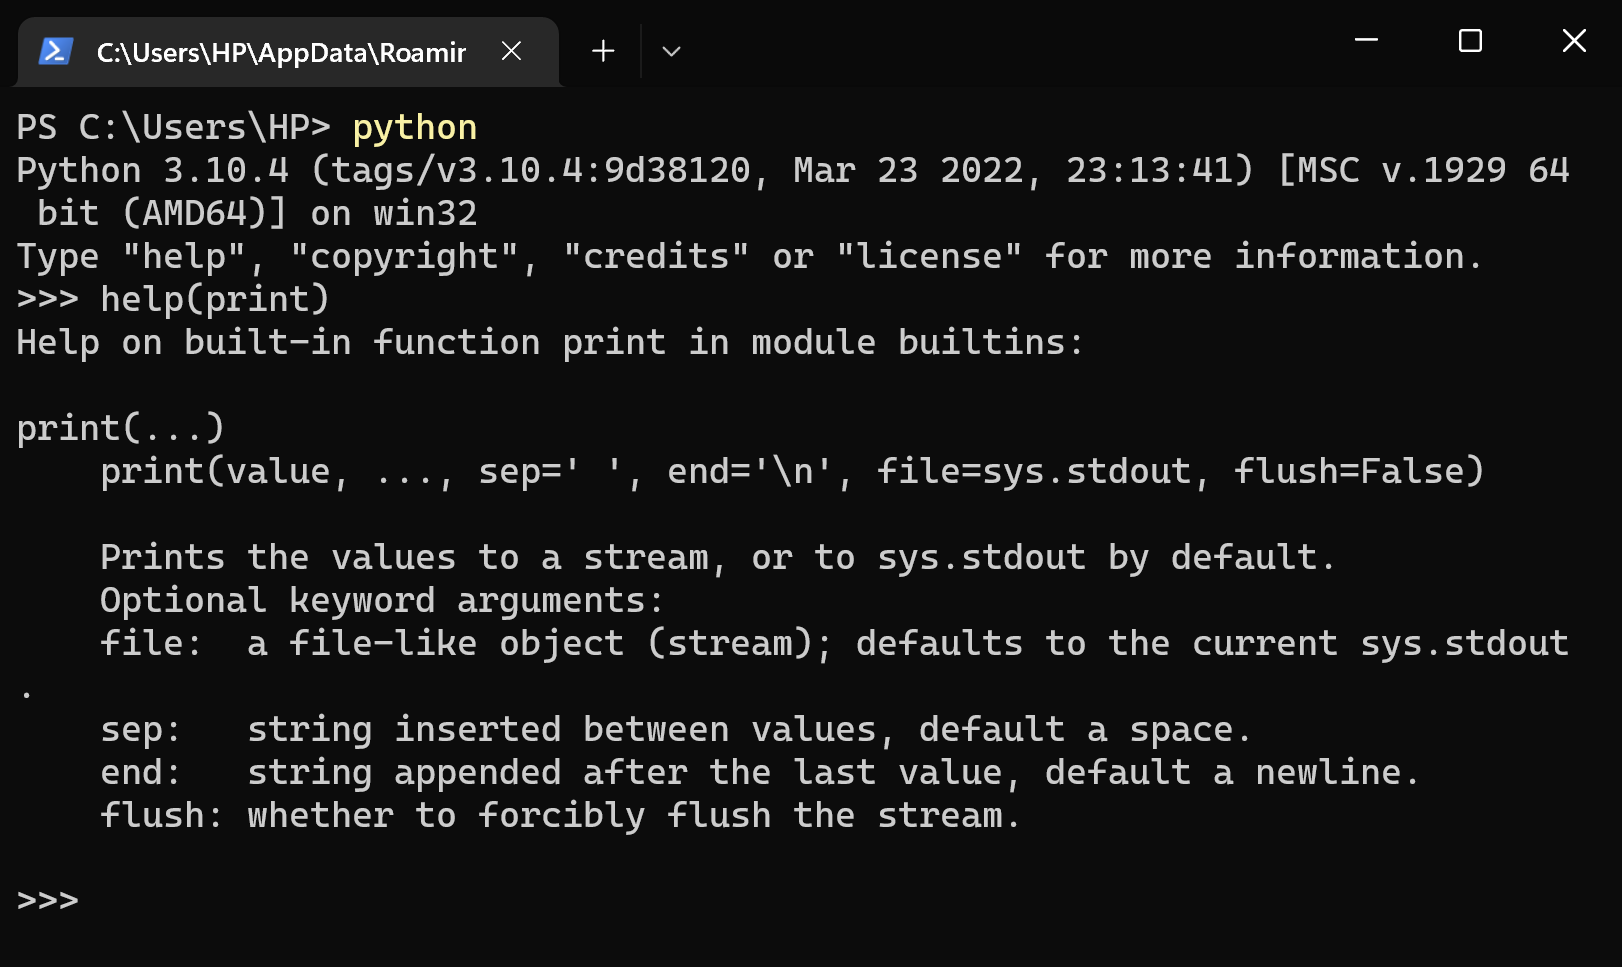 C:\Users\HP\AppData\Roamir
PS C:\Users\HP> python
Python 3.10.4 (tags/v3.10.4:9d38120, Mar 23 2022, 23:13:41) [MSC v.1929 64
 bit (AMD64)] on win32
Type "help", "copyright", "credits" or "license" for more information.
>>> help(print)
Help on built-in function print in module builtins:

print(...)
    print(value, ..., sep=' ', end='\n', file=sys.stdout, flush=False)

    Prints the values to a stream, or to sys.stdout by default.
    Optional keyword arguments:
    file:  a file-like object (stream); defaults to the current sys.stdout
.
    sep:   string inserted between values, default a space.
    end:   string appended after the last value, default a newline.
    flush: whether to forcibly flush the stream.

>>>